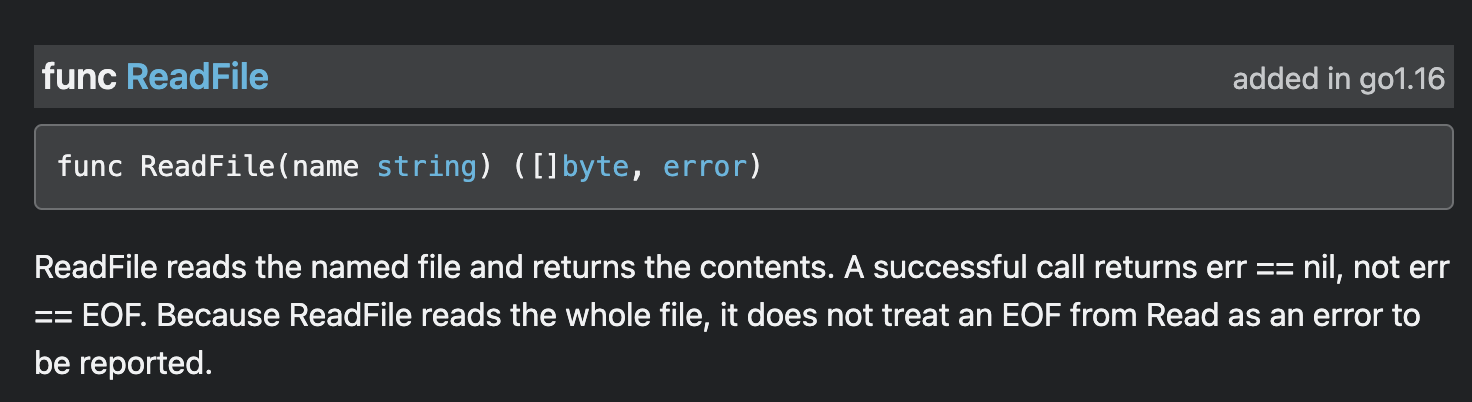 func ReadFile added in go1.16
func ReadFile(name string) ([]byte, error)
ReadFile reads the named file and returns the contents. A successful call returns err == nil, not err
== EOF. Because ReadFile reads the whole file, it does not treat an EOF from Read as an error to
be reported.